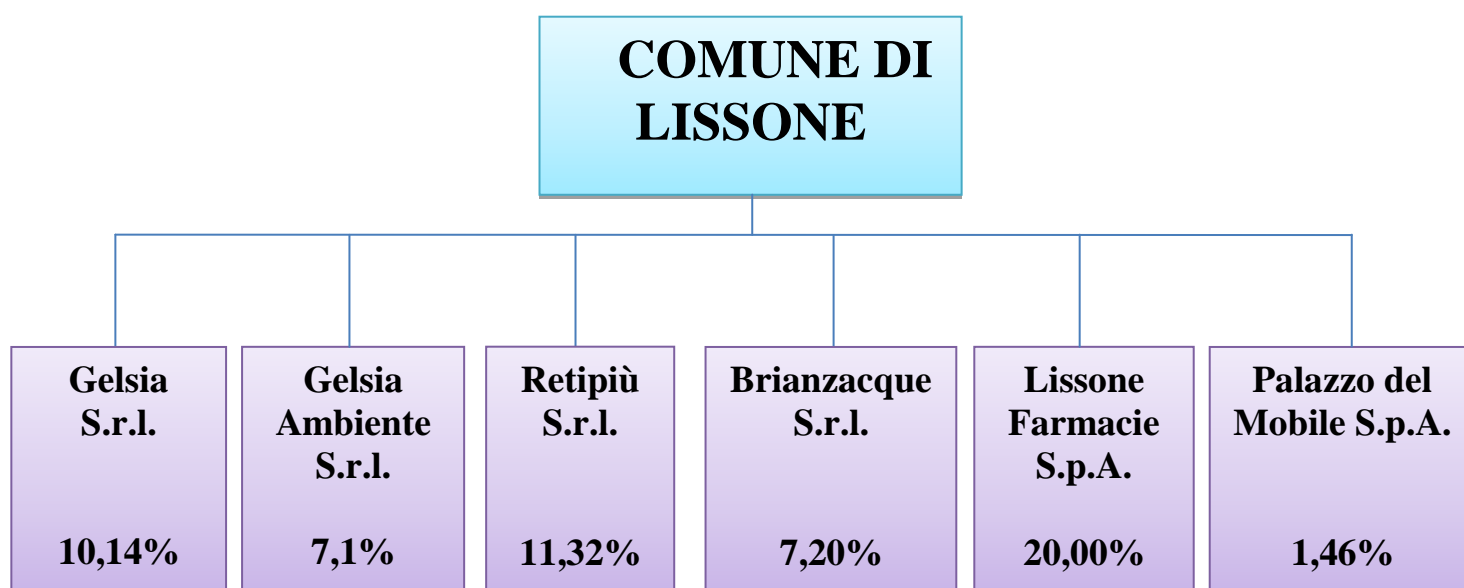 COMUNE DI
LISSONE
Gelsia
S.r.l.
10,14%
Gelsia
Ambiente
S.r.l.
7,1%
Retipiù
S.r.l.
11,32%
Brianzacque
S.r.l.
7,20%
Lissone
Farmacie
S.p.A.
20,00%
Palazzo del
Mobile S.p.A.
1,46%